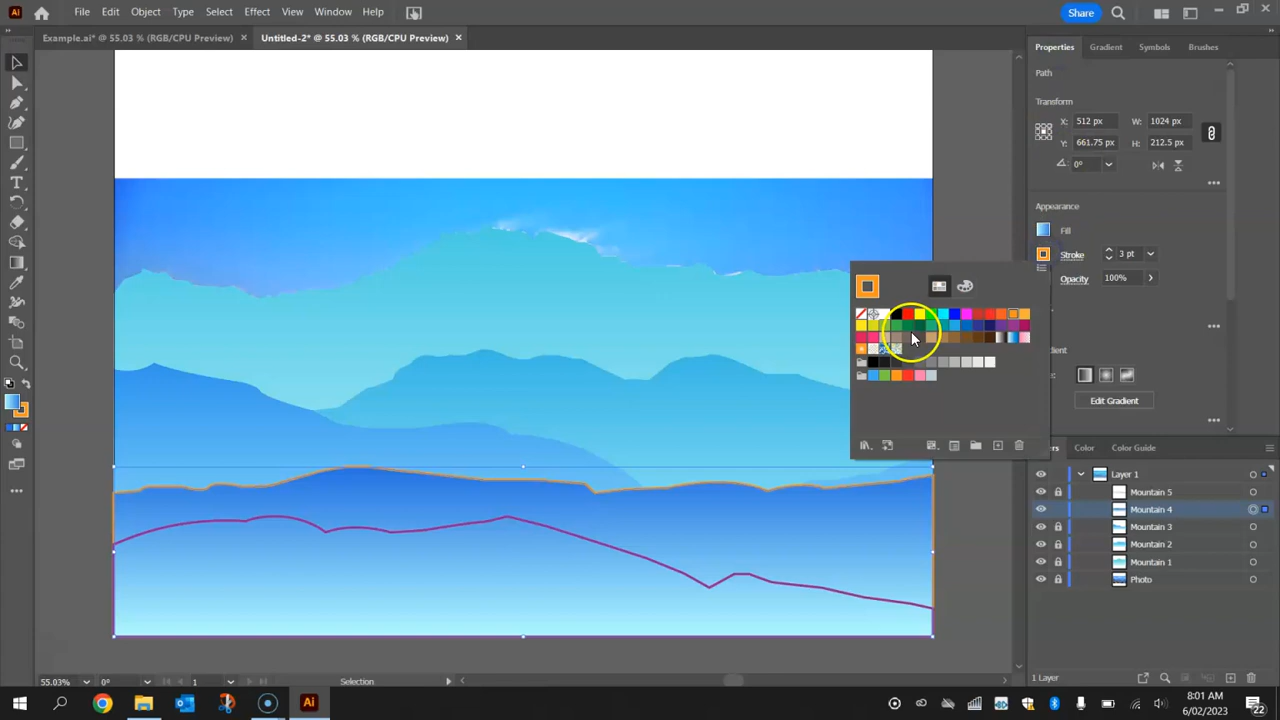 Ai File Edit Object Type Select Effect View Window Help Share
Example.ai* @ 55.03 % (RGB/CPU Preview) × Untitled-2* @ 55.03 % (RGB/CPU Preview) ×
Properties Gradient Symbols Brushes
Path
Transform
X: 512 px W: 1024 px
Y: 661.75 px H: 212.5 px
0°
Appearance
Fill
Stroke 3 pt
Opacity 100%
Edit Gradient
Color Color Guide
Layer 1
Mountain 5
Mountain 4
Mountain 3
Mountain 2
Mountain 1
Photo
55.03% 0° 1 Selection 1 Layer
Ai 8:01 AM
6/02/2023 22